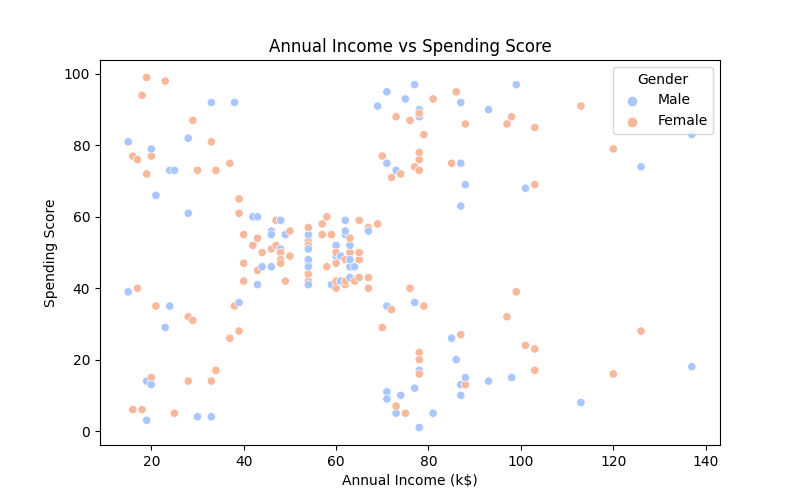 Annual Income vs Spending Score
Gender
Male
Female
100
80
60
40
20
0
Spending Score
20 40 60 80 100 120 140
Annual Income (k$)